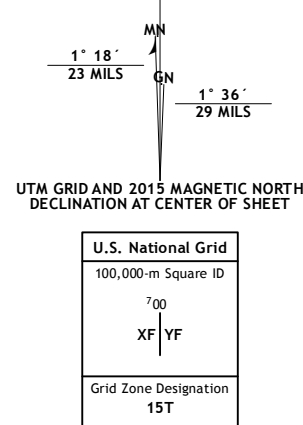 MN
1° 18´
23 MILS
GN
1° 36´
29 MILS
UTM GRID AND 2015 MAGNETIC NORTH
DECLINATION AT CENTER OF SHEET
U.S. National Grid
100,000-m Square ID
⁷00
XF YF
Grid Zone Designation
15T